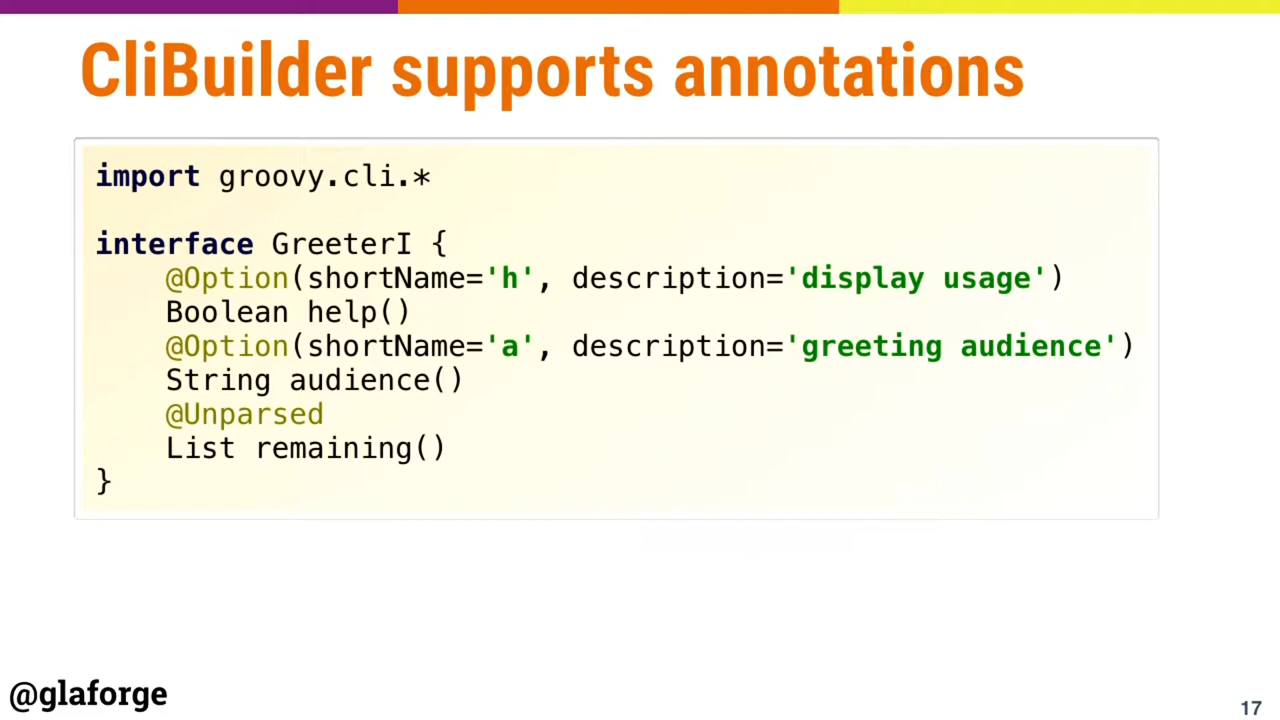 CliBuilder supports annotations
import groovy.cli.*
interface GreeterI {
    @Option(shortName='h', description='display usage')
    Boolean help()
    @Option(shortName='a', description='greeting audience')
    String audience()
    @Unparsed
    List remaining()
}
@glaforge
17